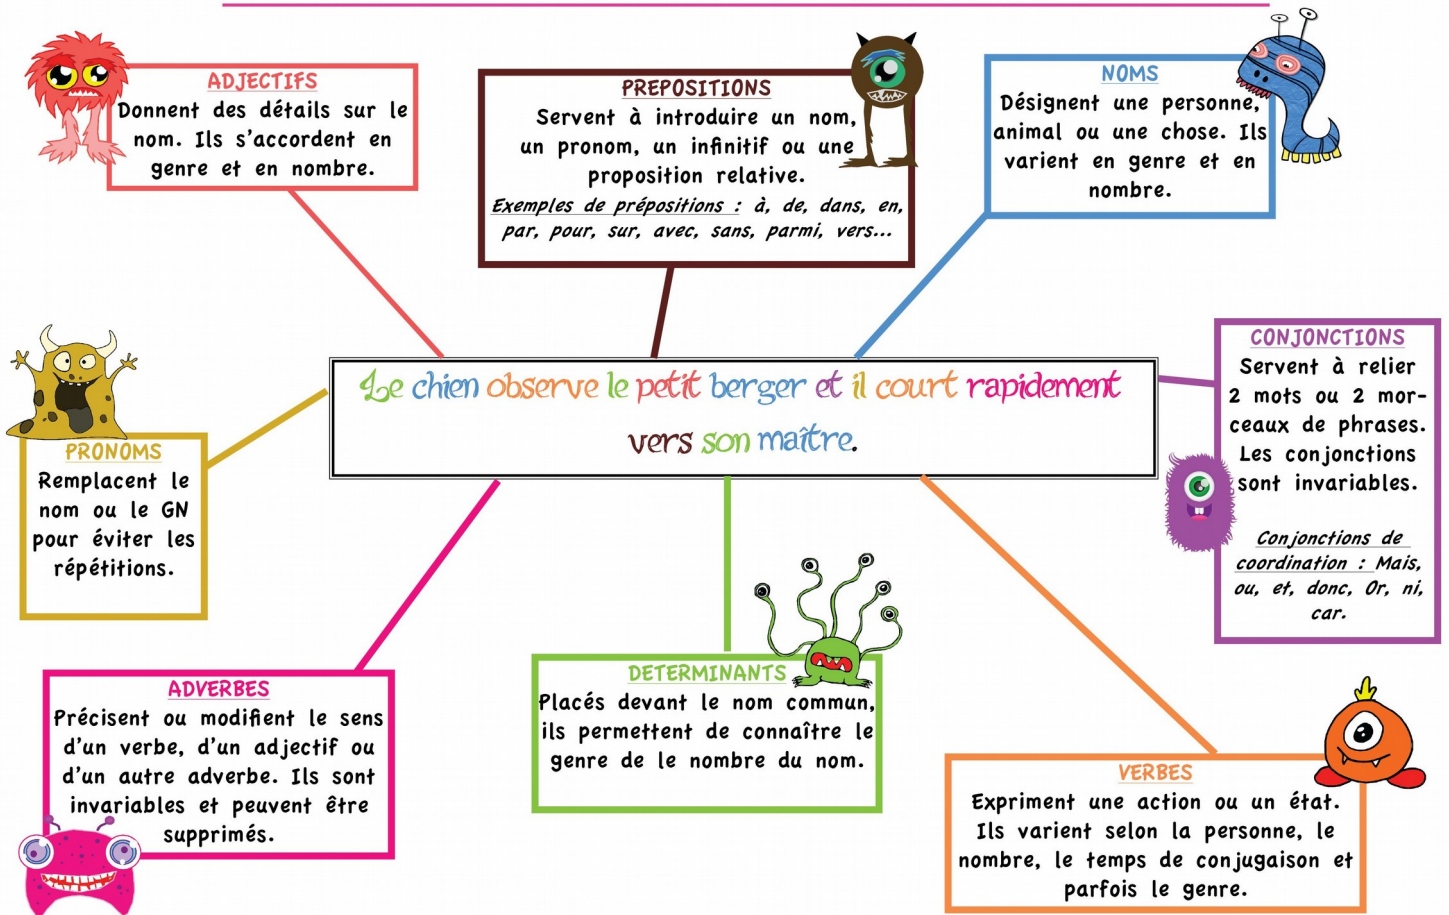 ADJECTIFS
Donnent des détails sur le
nom. Ils s'accordent en
genre et en nombre.
PREPOSITIONS
Servent à introduire un nom,
un pronom, un infinitif ou une
proposition relative.
Exemples de prépositions : à, de, dans, en,
par, pour, sur, avec, sans, parmi, vers...
NOMS
Désignent une personne,
animal ou une chose. Ils
varient en genre et en
nombre.
Le chien observe le petit berger et il court rapidement
vers son maître.
CONJONCTIONS
Servent à relier
2 mots ou 2 mor-
ceaux de phrases.
Les conjonctions
sont invariables.
Conjonctions de
coordination : Mais,
ou, et, donc, Or, ni,
car.
PRONOMS
Remplacent le
nom ou le GN
pour éviter les
répétitions.
ADVERBES
Précisent ou modifient le sens
d'un verbe, d'un adjectif ou
d'un autre adverbe. Ils sont
invariables et peuvent être
supprimés.
DETERMINANTS
Placés devant le nom commun,
ils permettent de connaître le
genre de le nombre du nom.
VERBES
Expriment une action ou un état.
Ils varient selon la personne, le
nombre, le temps de conjugaison et
parfois le genre.